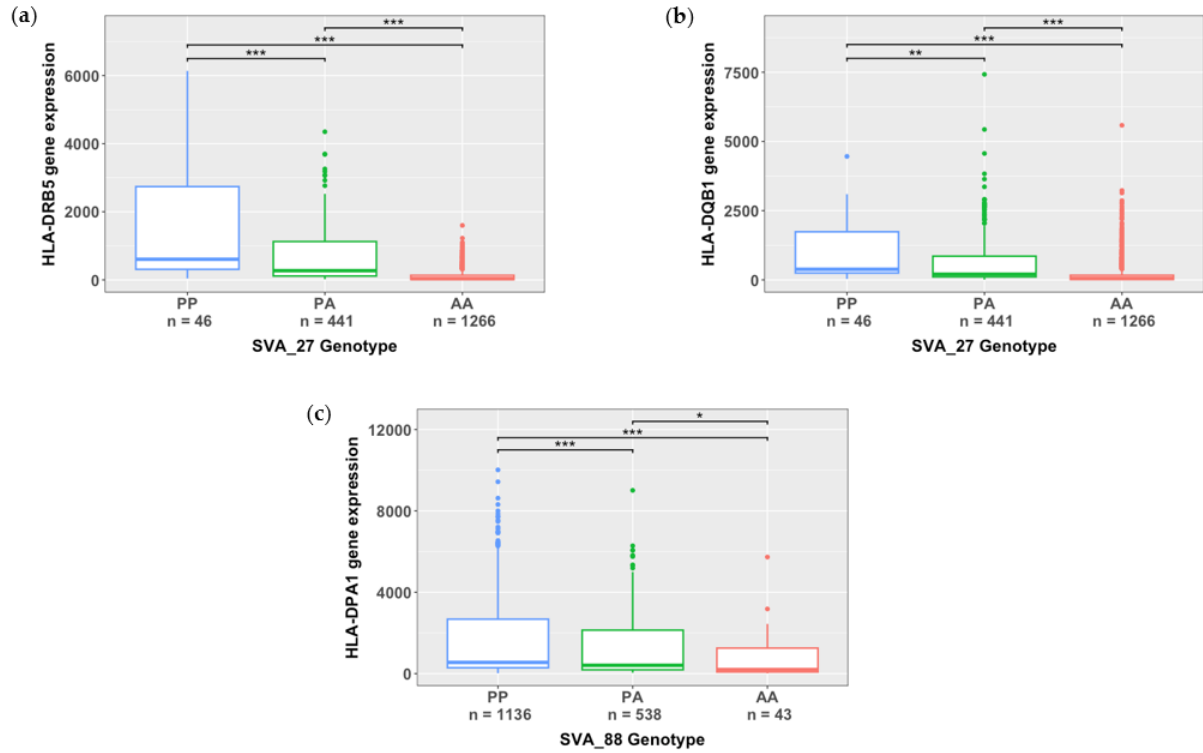 (a)
***
***
***
HLA-DRB5 gene expression
6000
4000
2000
0
PP PA AA
n = 46 n = 441 n = 1266
SVA_27 Genotype
(b)
***
***
**
HLA-DQB1 gene expression
7500
5000
2500
0
PP PA AA
n = 46 n = 441 n = 1266
SVA_27 Genotype
(c)
*
***
***
HLA-DPA1 gene expression
12000
8000
4000
0
PP PA AA
n = 1136 n = 538 n = 43
SVA_88 Genotype